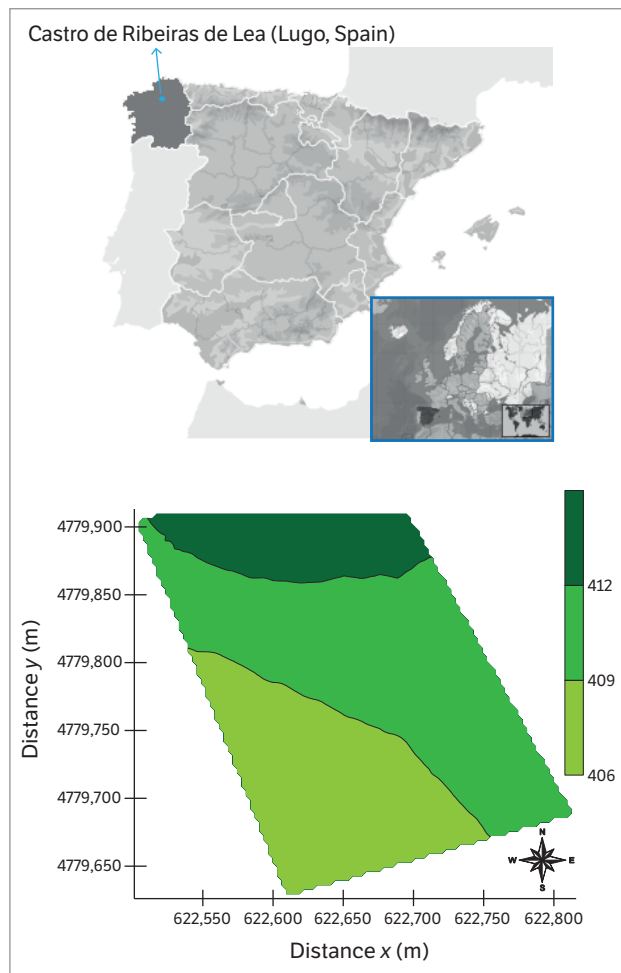 Castro de Ribeiras de Lea (Lugo, Spain)
4779,900
4779,850
4779,800
4779,750
4779,700
4779,650
Distance y (m)
412
409
406
N
W E
S
622,550 622,600 622,650 622,700 622,750 622,800
Distance x (m)